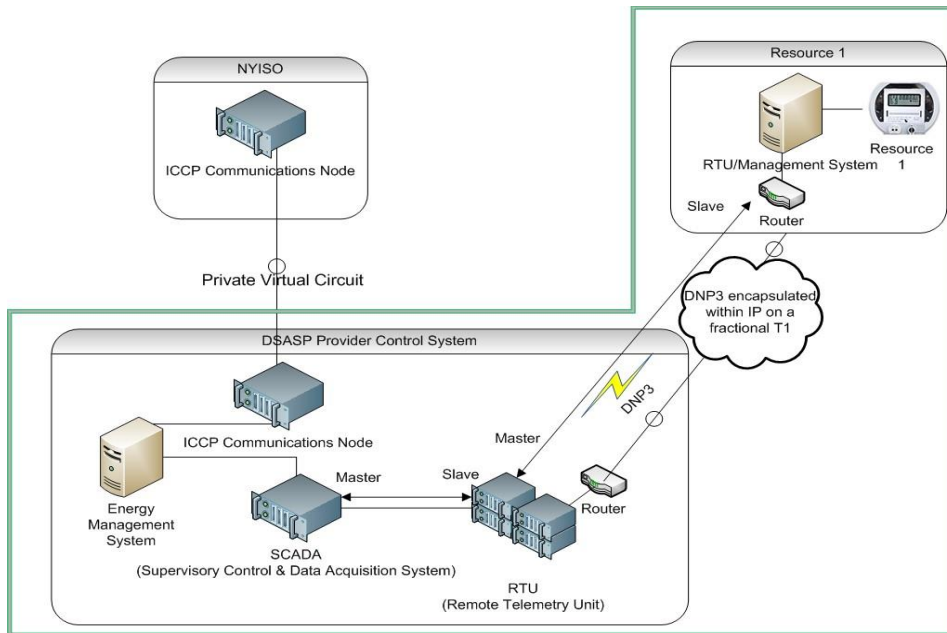 NYISO
ICCP Communications Node
Private Virtual Circuit
Resource 1
RTU/Management System
Resource
1
Slave
Router
DNP3 encapsulated
within IP on a
fractional T1
DSASP Provider Control System
ICCP Communications Node
Energy
Management
System
Master
Slave
SCADA
(Supervisory Control & Data Acquisition System)
Master
DNP3
Router
RTU
(Remote Telemetry Unit)